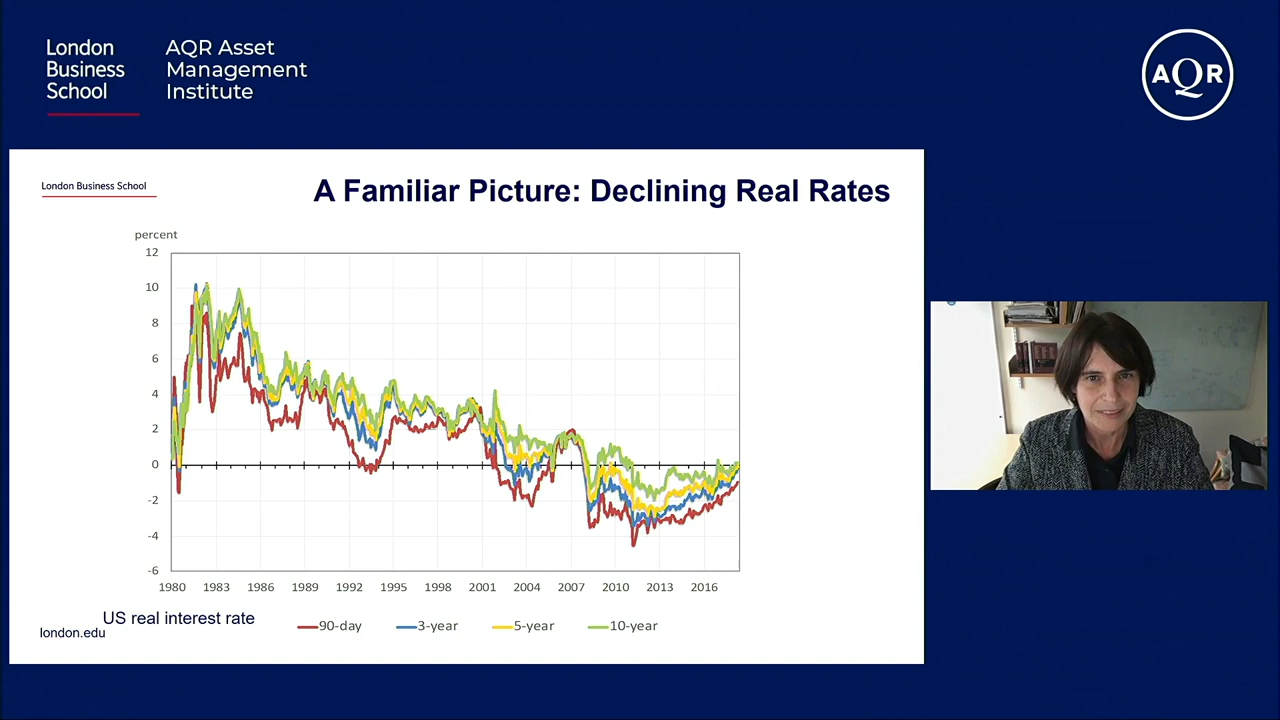 London
Business
School
AQR Asset
Management
Institute
AQR
London Business School
A Familiar Picture: Declining Real Rates
percent
12
10
8
6
4
2
0
-2
-4
-6
1980 1983 1986 1989 1992 1995 1998 2001 2004 2007 2010 2013 2016
US real interest rate
90-day 3-year 5-year 10-year
london.edu